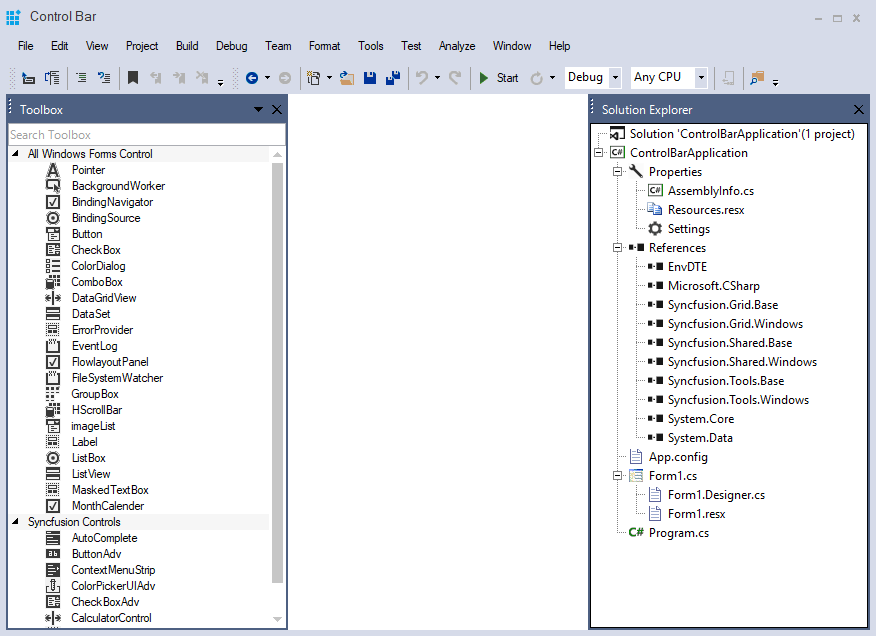 Control Bar
File Edit View Project Build Debug Team Format Tools Test Analyze Window Help
Start Debug Any CPU
Toolbox
Search Toolbox
All Windows Forms Control
Pointer
BackgroundWorker
BindingNavigator
BindingSource
Button
CheckBox
ColorDialog
ComboBox
DataGridView
DataSet
ErrorProvider
EventLog
FlowlayoutPanel
FileSystemWatcher
GroupBox
HScrollBar
imageList
Label
ListBox
ListView
MaskedTextBox
MonthCalender
Syncfusion Controls
AutoComplete
ButtonAdv
ContextMenuStrip
ColorPickerUIAdv
CheckBoxAdv
CalculatorControl
Solution Explorer
Solution 'ControlBarApplication'(1 project)
C# ControlBarApplication
Properties
C# AssemblyInfo.cs
Resources.resx
Settings
References
EnvDTE
Microsoft.CSharp
Syncfusion.Grid.Base
Syncfusion.Grid.Windows
Syncfusion.Shared.Base
Syncfusion.Shared.Windows
Syncfusion.Tools.Base
Syncfusion.Tools.Windows
System.Core
System.Data
App.config
Form1.cs
Form1.Designer.cs
Form1.resx
C# Program.cs